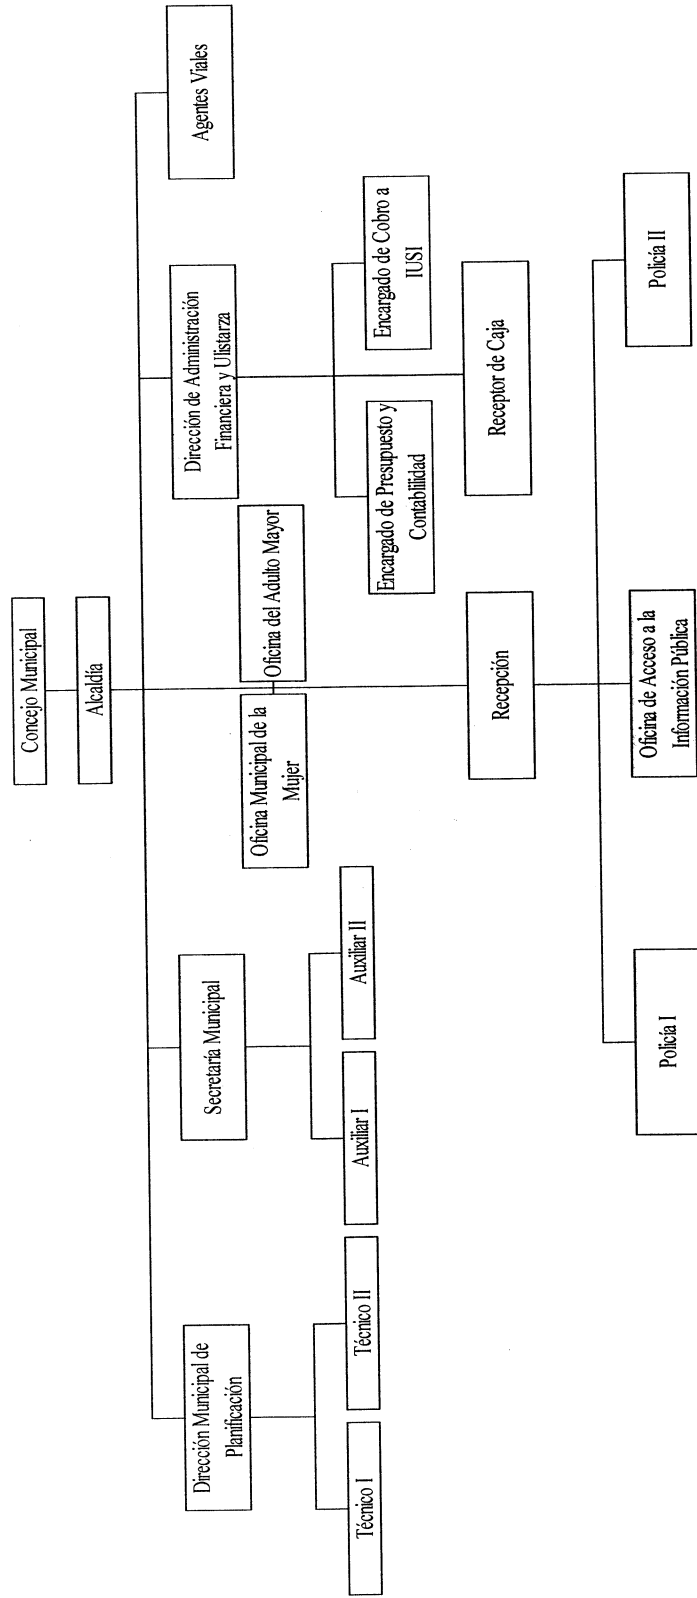 Concejo Municipal
Alcaldía
Dirección Municipal de
Planificación
Secretaría Municipal
Dirección de Administración
Financiera y Ulistarza
Agentes Viales
Oficina Municipal de la
Mujer
Oficina del Adulto Mayor
Técnico I
Técnico II
Auxiliar I
Auxiliar II
Encargado de Presupuesto y
Contablilidad
Encargado de Cobro a
IUSI
Recepción
Receptor de Caja
Policía I
Oficina de Acceso a la
Información Pública
Policía II